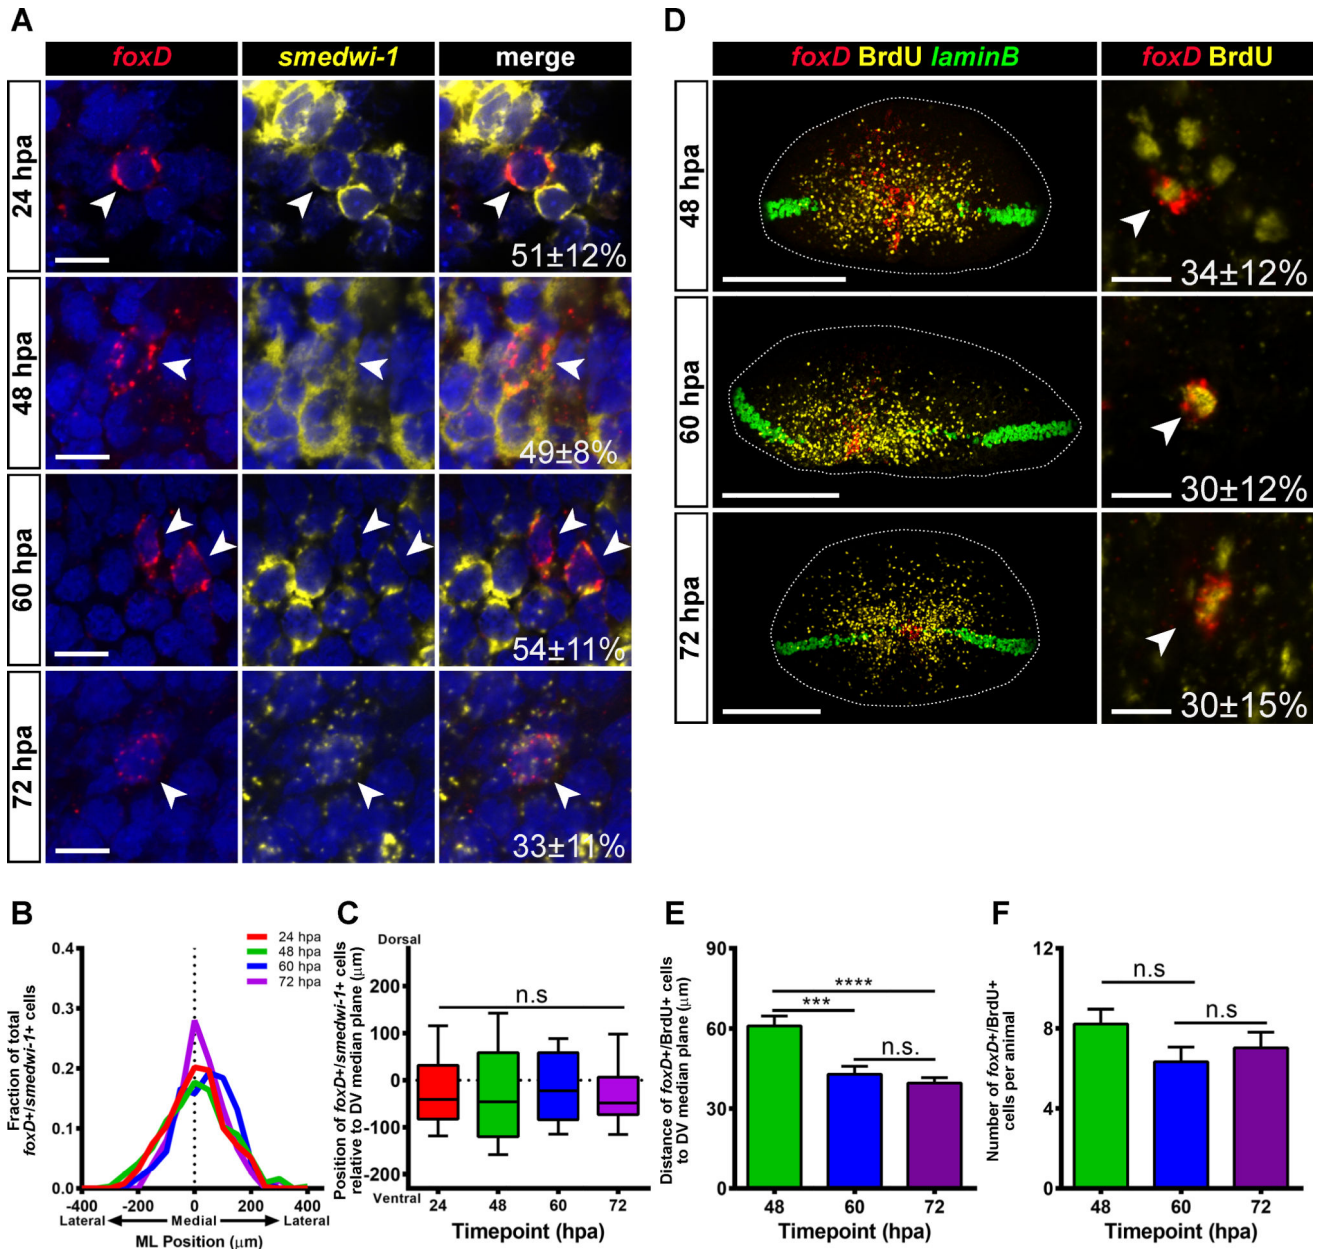 A
foxD smedwi-1 merge
24 hpa
51±12%
48 hpa
49±8%
60 hpa
54±11%
72 hpa
33±11%
D
foxD BrdU laminB foxD BrdU
48 hpa
34±12%
60 hpa
30±12%
72 hpa
30±15%
B
Fraction of total
foxD+/smedwi-1+ cells
0.4
0.3
0.2
0.1
0.0
24 hpa
48 hpa
60 hpa
72 hpa
-400 -200 0 200 400
Lateral Medial Lateral
ML Position (µm)
C
Position of foxD+/smedwi-1+ cells
relative to DV median plane (µm)
Dorsal
200
100
0
-100
-200
Ventral
n.s
24 48 60 72
Timepoint (hpa)
E
Distance of foxD+/BrdU+ cells
to DV median plane (µm)
90
60
30
0
****
***
n.s.
48 60 72
Timepoint (hpa)
F
Number of foxD+/BrdU+
cells per animal
12
8
4
0
n.s
n.s
48 60 72
Timepoint (hpa)